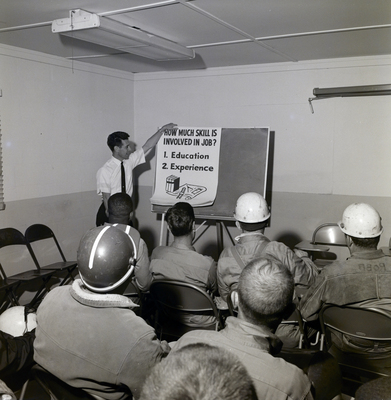 HOW MUCH SKILL IS
INVOLVED IN JOB?
1. Education
2. Experience